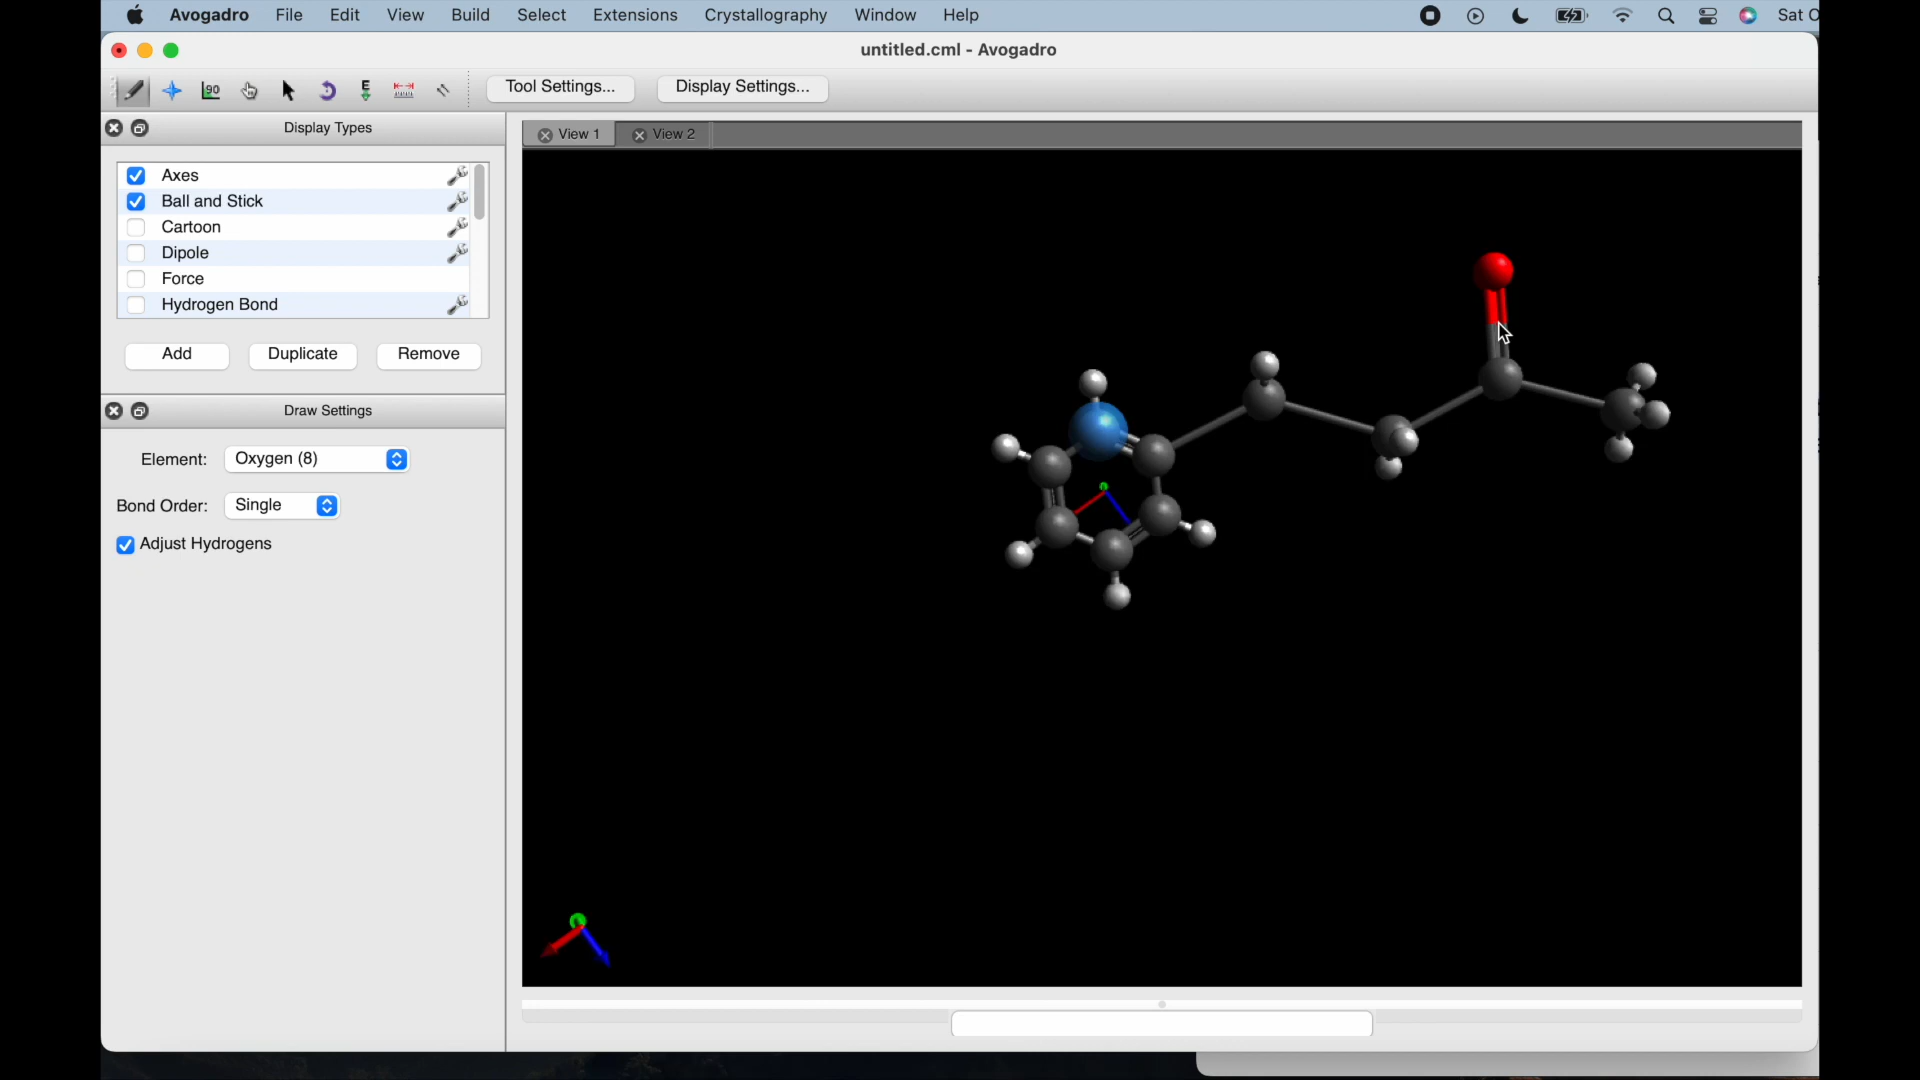 Avogadro File Edit View Build Select Extensions Crystallography Window Help Sat O
untitled.cml - Avogadro
90 E Tool Settings... Display Settings...
Display Types
View 1 View 2
Axes
Ball and Stick
Cartoon
Dipole
Force
Hydrogen Bond
Add Duplicate Remove
Draw Settings
Element: Oxygen (8)
Bond Order: Single
Adjust Hydrogens